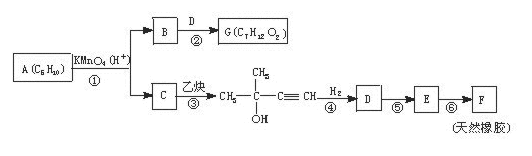 B
D
②
G(C₇H₁₂O₂)
A(C₆H₁₀)
KMnO₄(H⁺)
①
C
乙炔
③
CH₃
CH₃—C—C≡CH
OH
H₂
④
D
⑤
E
⑥
F
(天然橡胶)